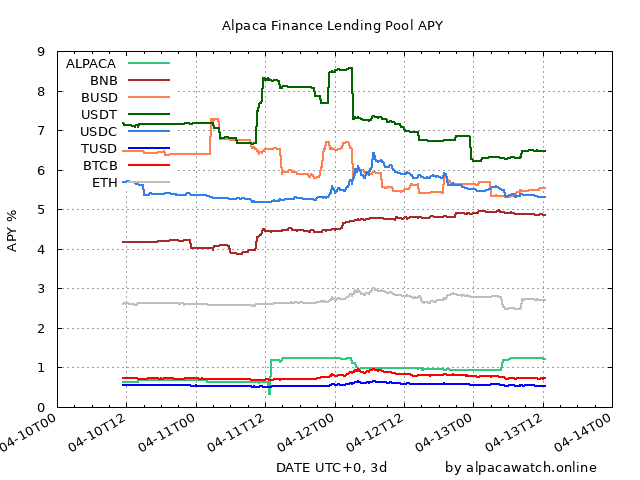 Alpaca Finance Lending Pool APY
9
8
7
6
5
4
3
2
1
0
APY %
ALPACA
BNB
BUSD
USDT
USDC
TUSD
BTCB
ETH
04-10T00
04-10T12
04-11T00
04-11T12
04-12T00
04-12T12
04-13T00
04-13T12
04-14T00
DATE UTC+0, 3d
by alpacawatch.online